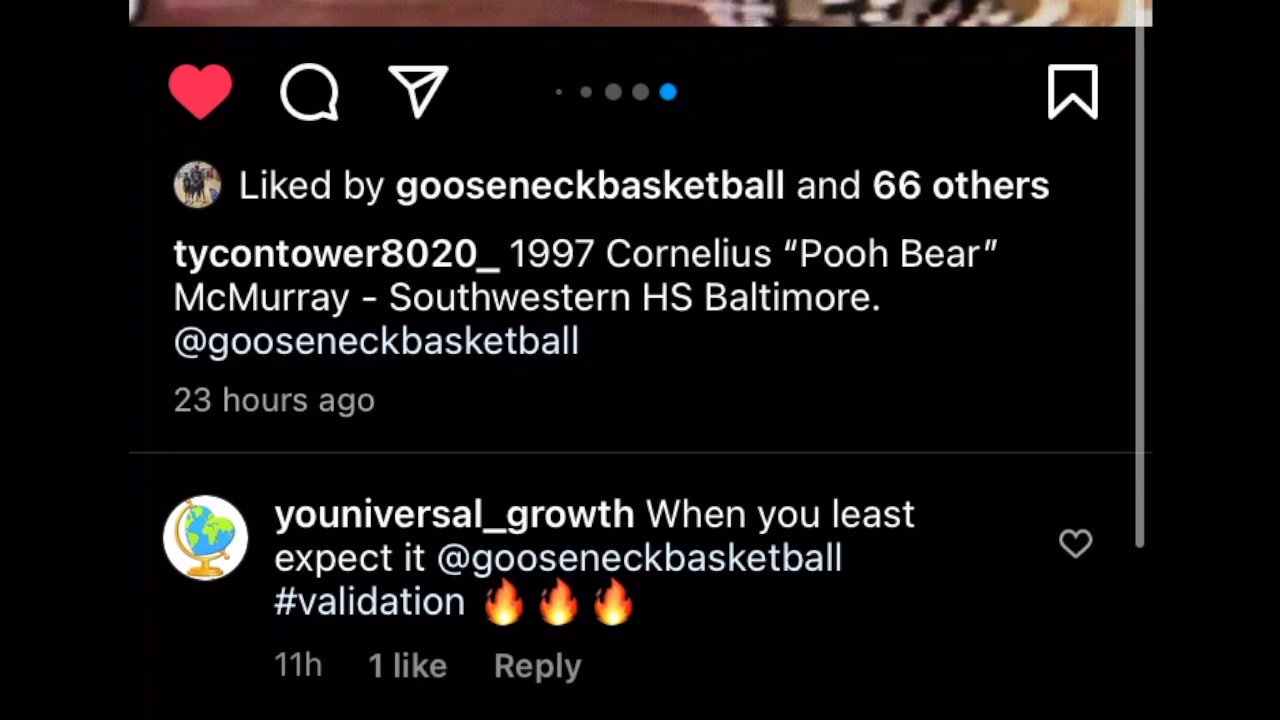 Liked by gooseneckbasketball and 66 others
tycontower8020_ 1997 Cornelius “Pooh Bear”
McMurray - Southwestern HS Baltimore.
@gooseneckbasketball
23 hours ago
youniversal_growth When you least
expect it @gooseneckbasketball
#validation 🔥🔥🔥
11h 1 like Reply